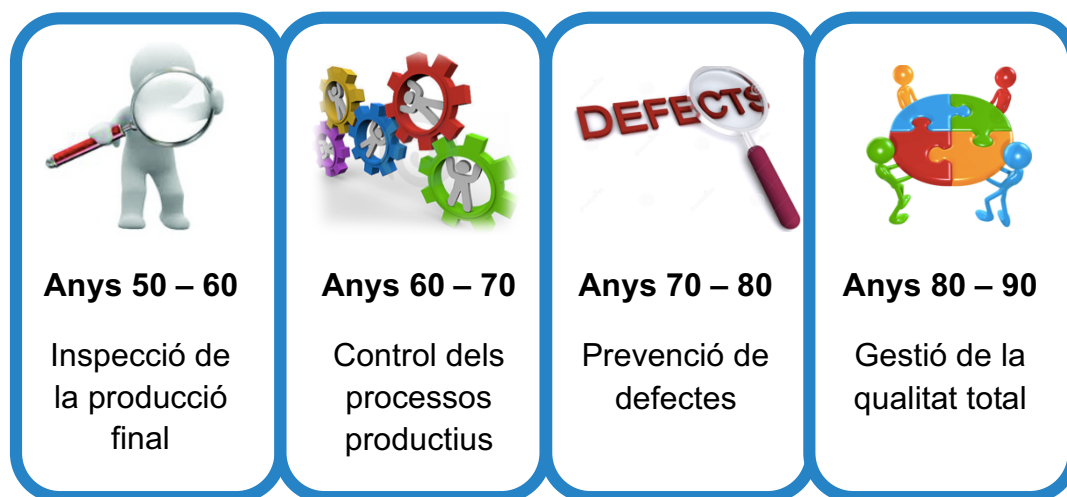 DEFECTS
Anys 50 – 60
Inspecció de
la producció
final
Anys 60 – 70
Control dels
processos
productius
Anys 70 – 80
Prevenció de
defectes
Anys 80 – 90
Gestió de la
qualitat total